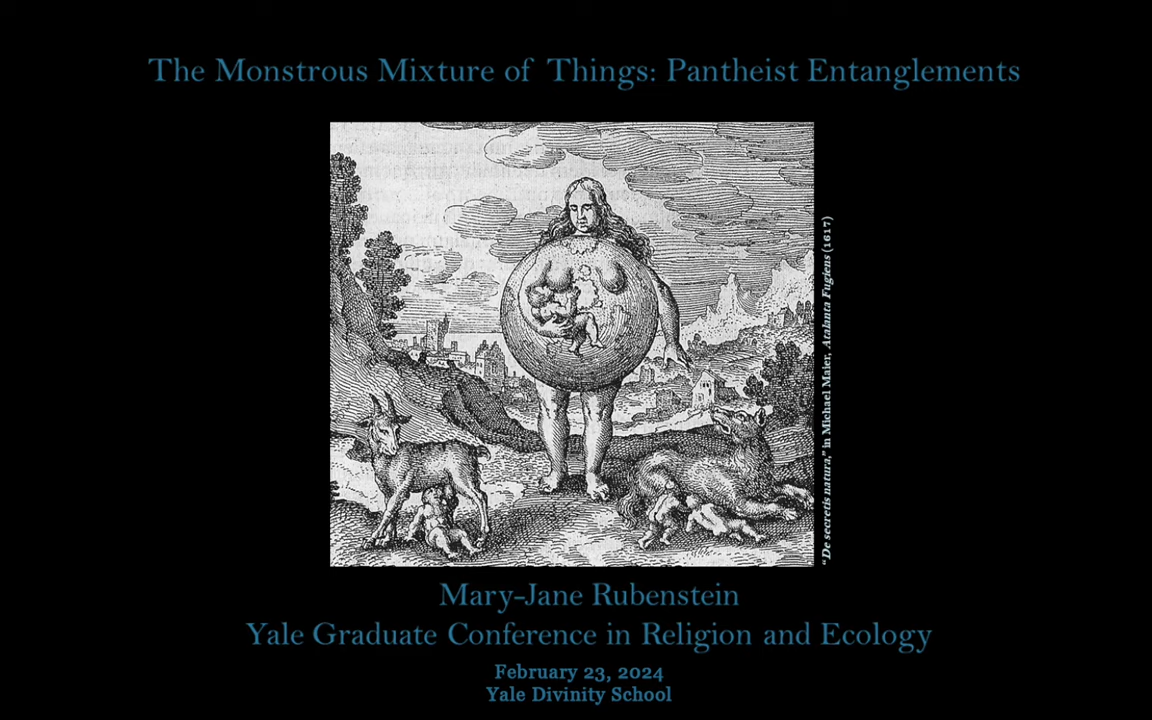 The Monstrous Mixture of Things: Pantheist Entanglements
"De secretis natura," in Michael Maier, Atalanta Fugiens (1617)
Mary-Jane Rubenstein
Yale Graduate Conference in Religion and Ecology
February 23, 2024
Yale Divinity School